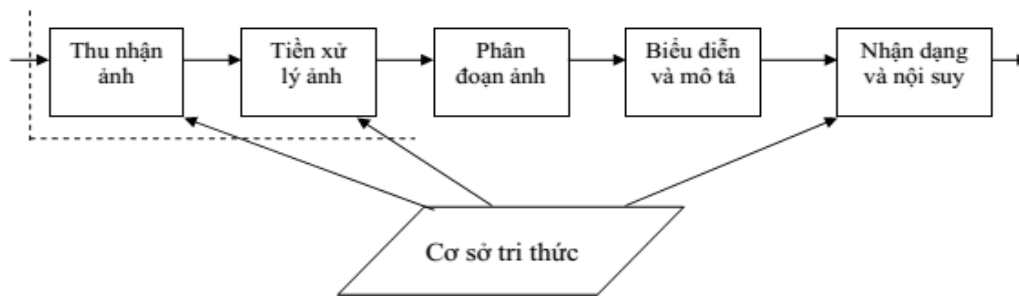 Thu nhận
ảnh
Tiền xử
lý ảnh
Phân
đoạn ảnh
Biểu diễn
và mô tả
Nhận dạng
và nội suy
Cơ sở tri thức